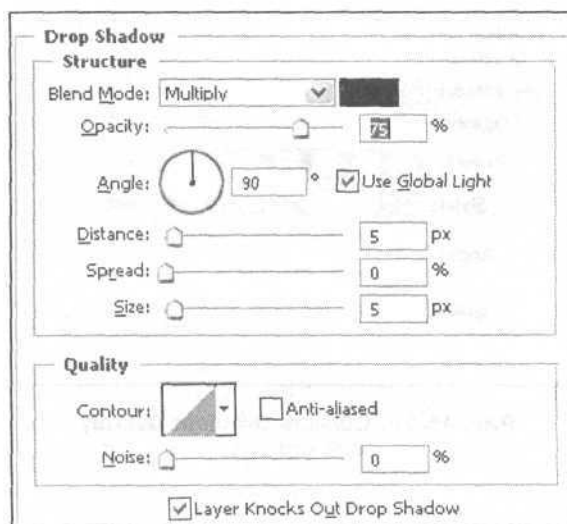 Drop Shadow
Structure
Blend Mode: Multiply
Opacity: 75 %
Angle: 90 ° Use Global Light
Distance: 5 px
Spread: 0 %
Size: 5 px
Quality
Contour: Anti-aliased
Noise: 0 %
Layer Knocks Out Drop Shadow